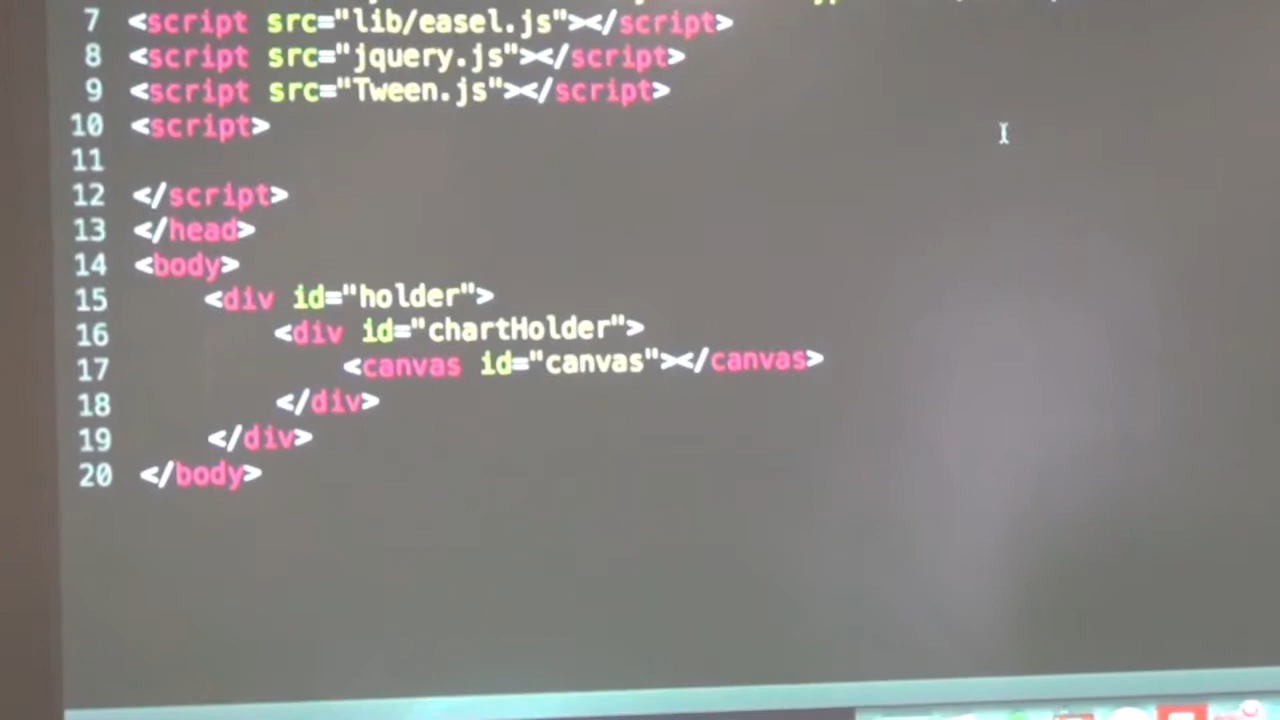 7 <script src="lib/easel.js"></script>
8 <script src="jquery.js"></script>
9 <script src="Tween.js"></script>
10 <script>
11
12 </script>
13 </head>
14 <body>
15 <div id="holder">
16 <div id="chartHolder">
17 <canvas id="canvas"></canvas>
18 </div>
19 </div>
20 </body>